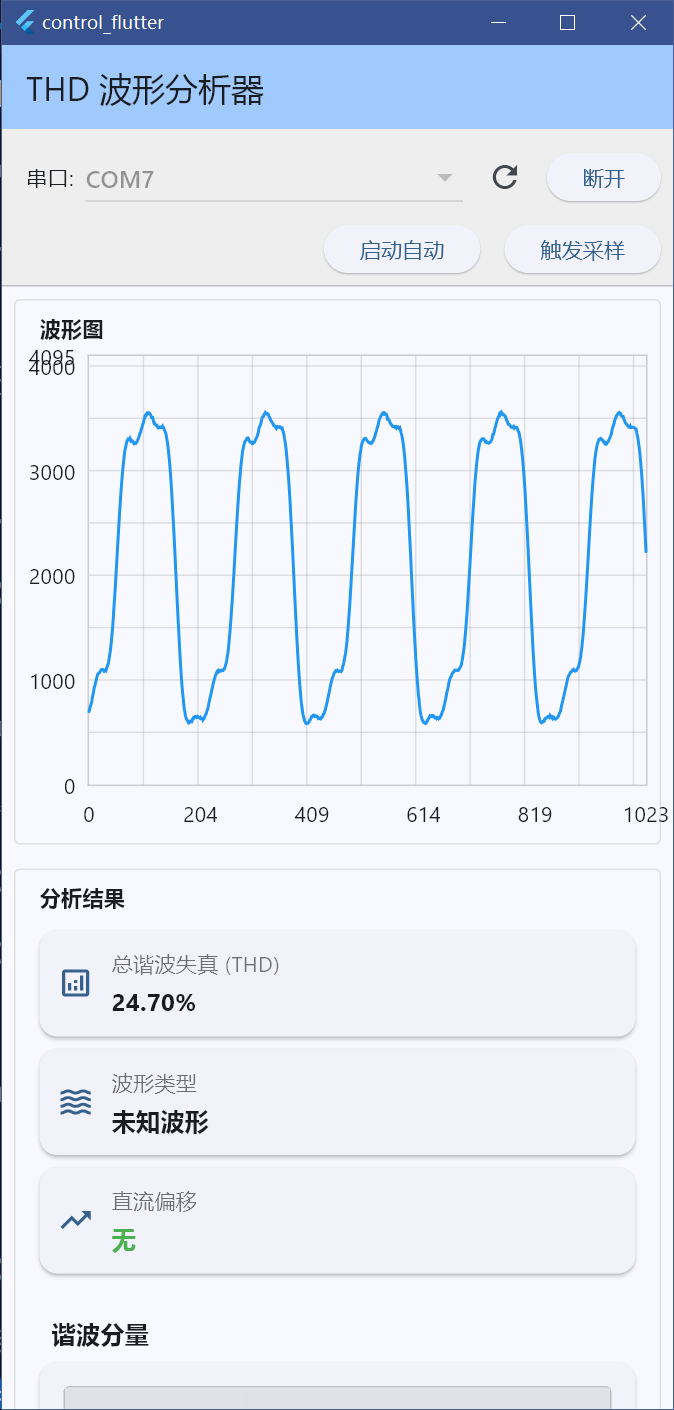 control_flutter
THD 波形分析器
串口: COM7 断开
启动自动 触发采样
波形图
4095
4000
3000
2000
1000
0
0 204 409 614 819 1023
分析结果
总谐波失真 (THD)
24.70%
波形类型
未知波形
直流偏移
无
谐波分量